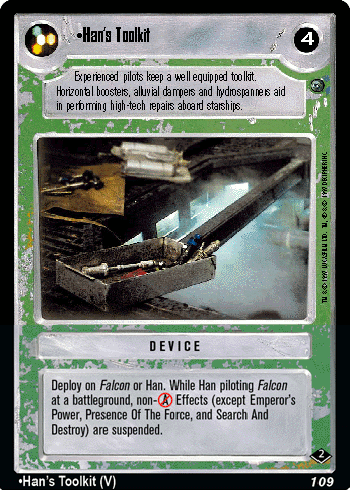 •Han's Toolkit
4
Experienced pilots keep a well equipped toolkit.
Horizontal boosters, alluvial dampers and hydrospanners aid
in performing high-tech repairs aboard starships.
DEVICE
Deploy on Falcon or Han. While Han piloting Falcon
at a battleground, non-A Effects (except Emperor's
Power, Presence Of The Force, and Search And
Destroy) are suspended.
2
•Han's Toolkit (V)
109